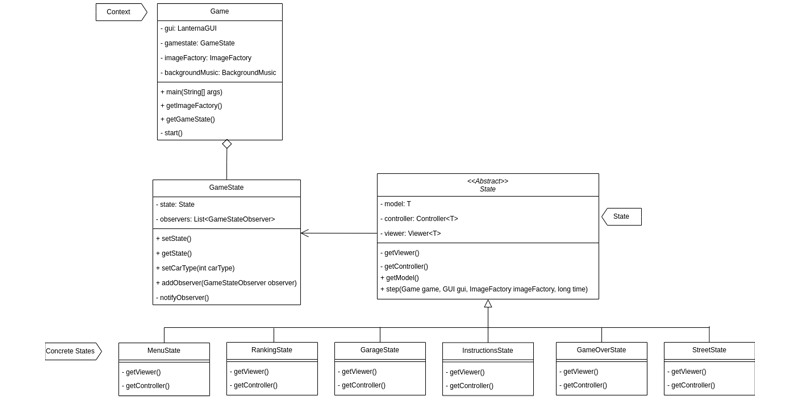 Context
Game
- gui: LanternaGUI
- gamestate: GameState
- imageFactory: ImageFactory
- backgroundMusic: BackgroundMusic
+ main(String[] args)
+ getImageFactory()
+ getGameState()
- start()
GameState
- state: State
- observers: List<GameStateObserver>
+ setState()
+ getState()
+ setCarType(int carType)
+ addObserver(GameStateObserver observer)
- notifyObserver()
<<Abstract>>
State
- model: T
- controller: Controller<T>
- viewer: Viewer<T>
- getViewer()
- getController()
+ getModel()
+ step(Game game, GUI gui, ImageFactory imageFactory, long time)
State
Concrete States
MenuState
- getViewer()
- getController()
RankingState
- getViewer()
- getController()
GarageState
- getViewer()
- getController()
InstructionsState
- getViewer()
- getController()
GameOverState
- getViewer()
- getController()
StreetState
- getViewer()
- getController()